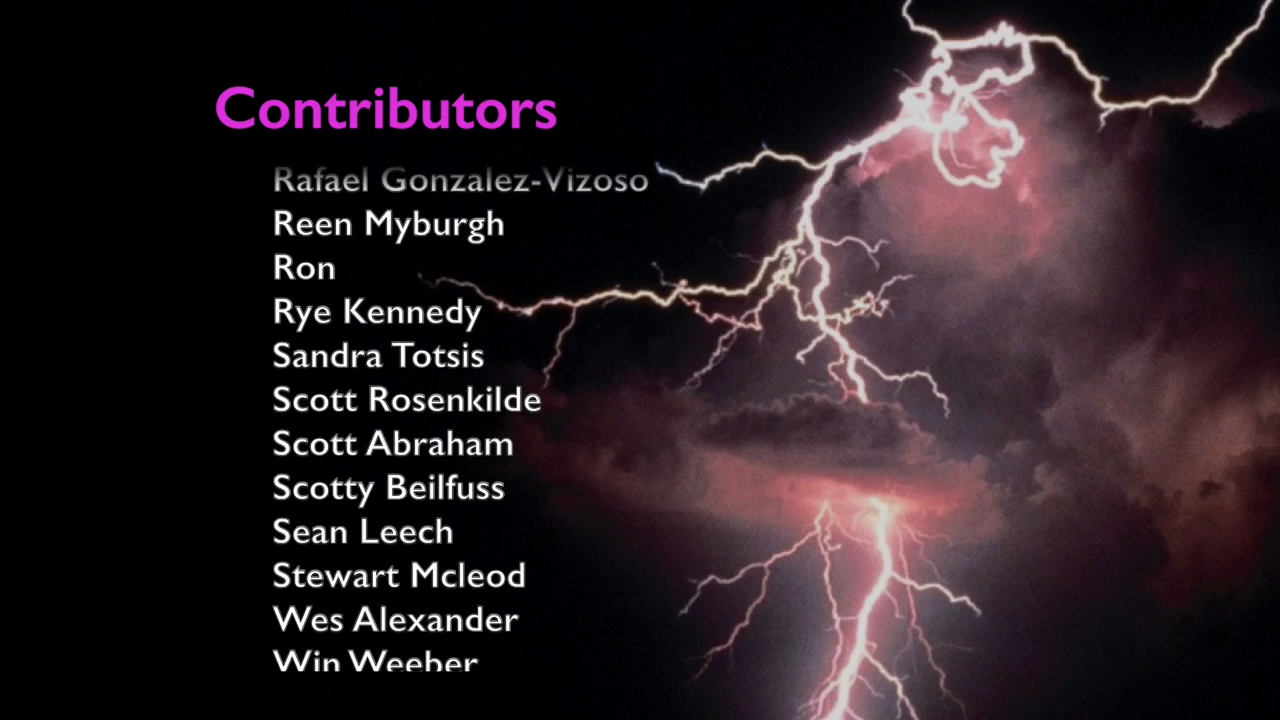 Contributors
Rafael Gonzalez-Vizoso
Reen Myburgh
Ron
Rye Kennedy
Sandra Totsis
Scott Rosenkilde
Scott Abraham
Scotty Beilfuss
Sean Leech
Stewart Mcleod
Wes Alexander
Win Weeber